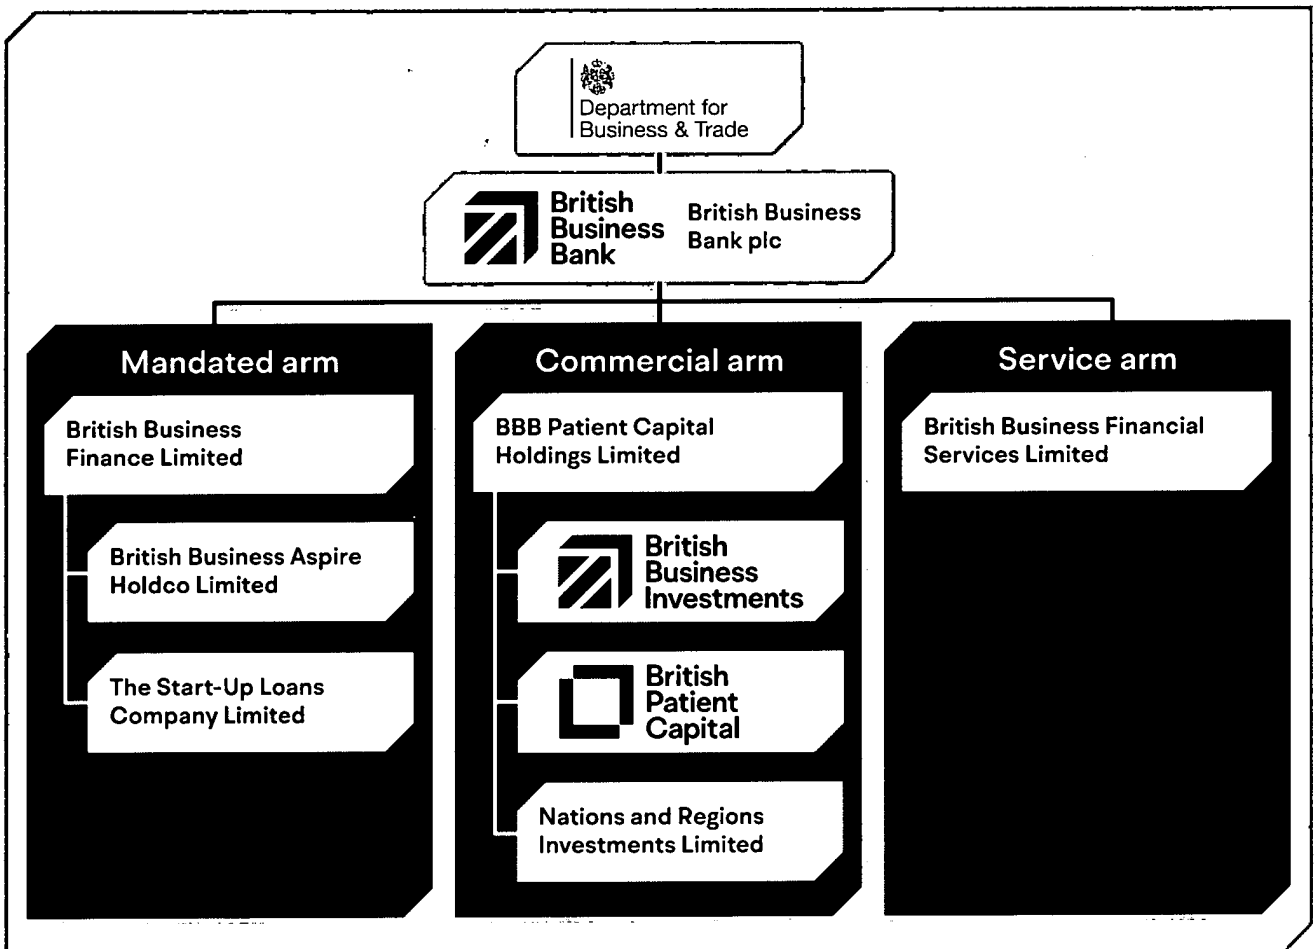 Department for
Business & Trade
British
Business
Bank
British Business
Bank plc
Mandated arm
British Business
Finance Limited
British Business Aspire
Holdco Limited
The Start-Up Loans
Company Limited
Commercial arm
BBB Patient Capital
Holdings Limited
British
Business
Investments
British
Patient
Capital
Nations and Regions
Investments Limited
Service arm
British Business Financial
Services Limited